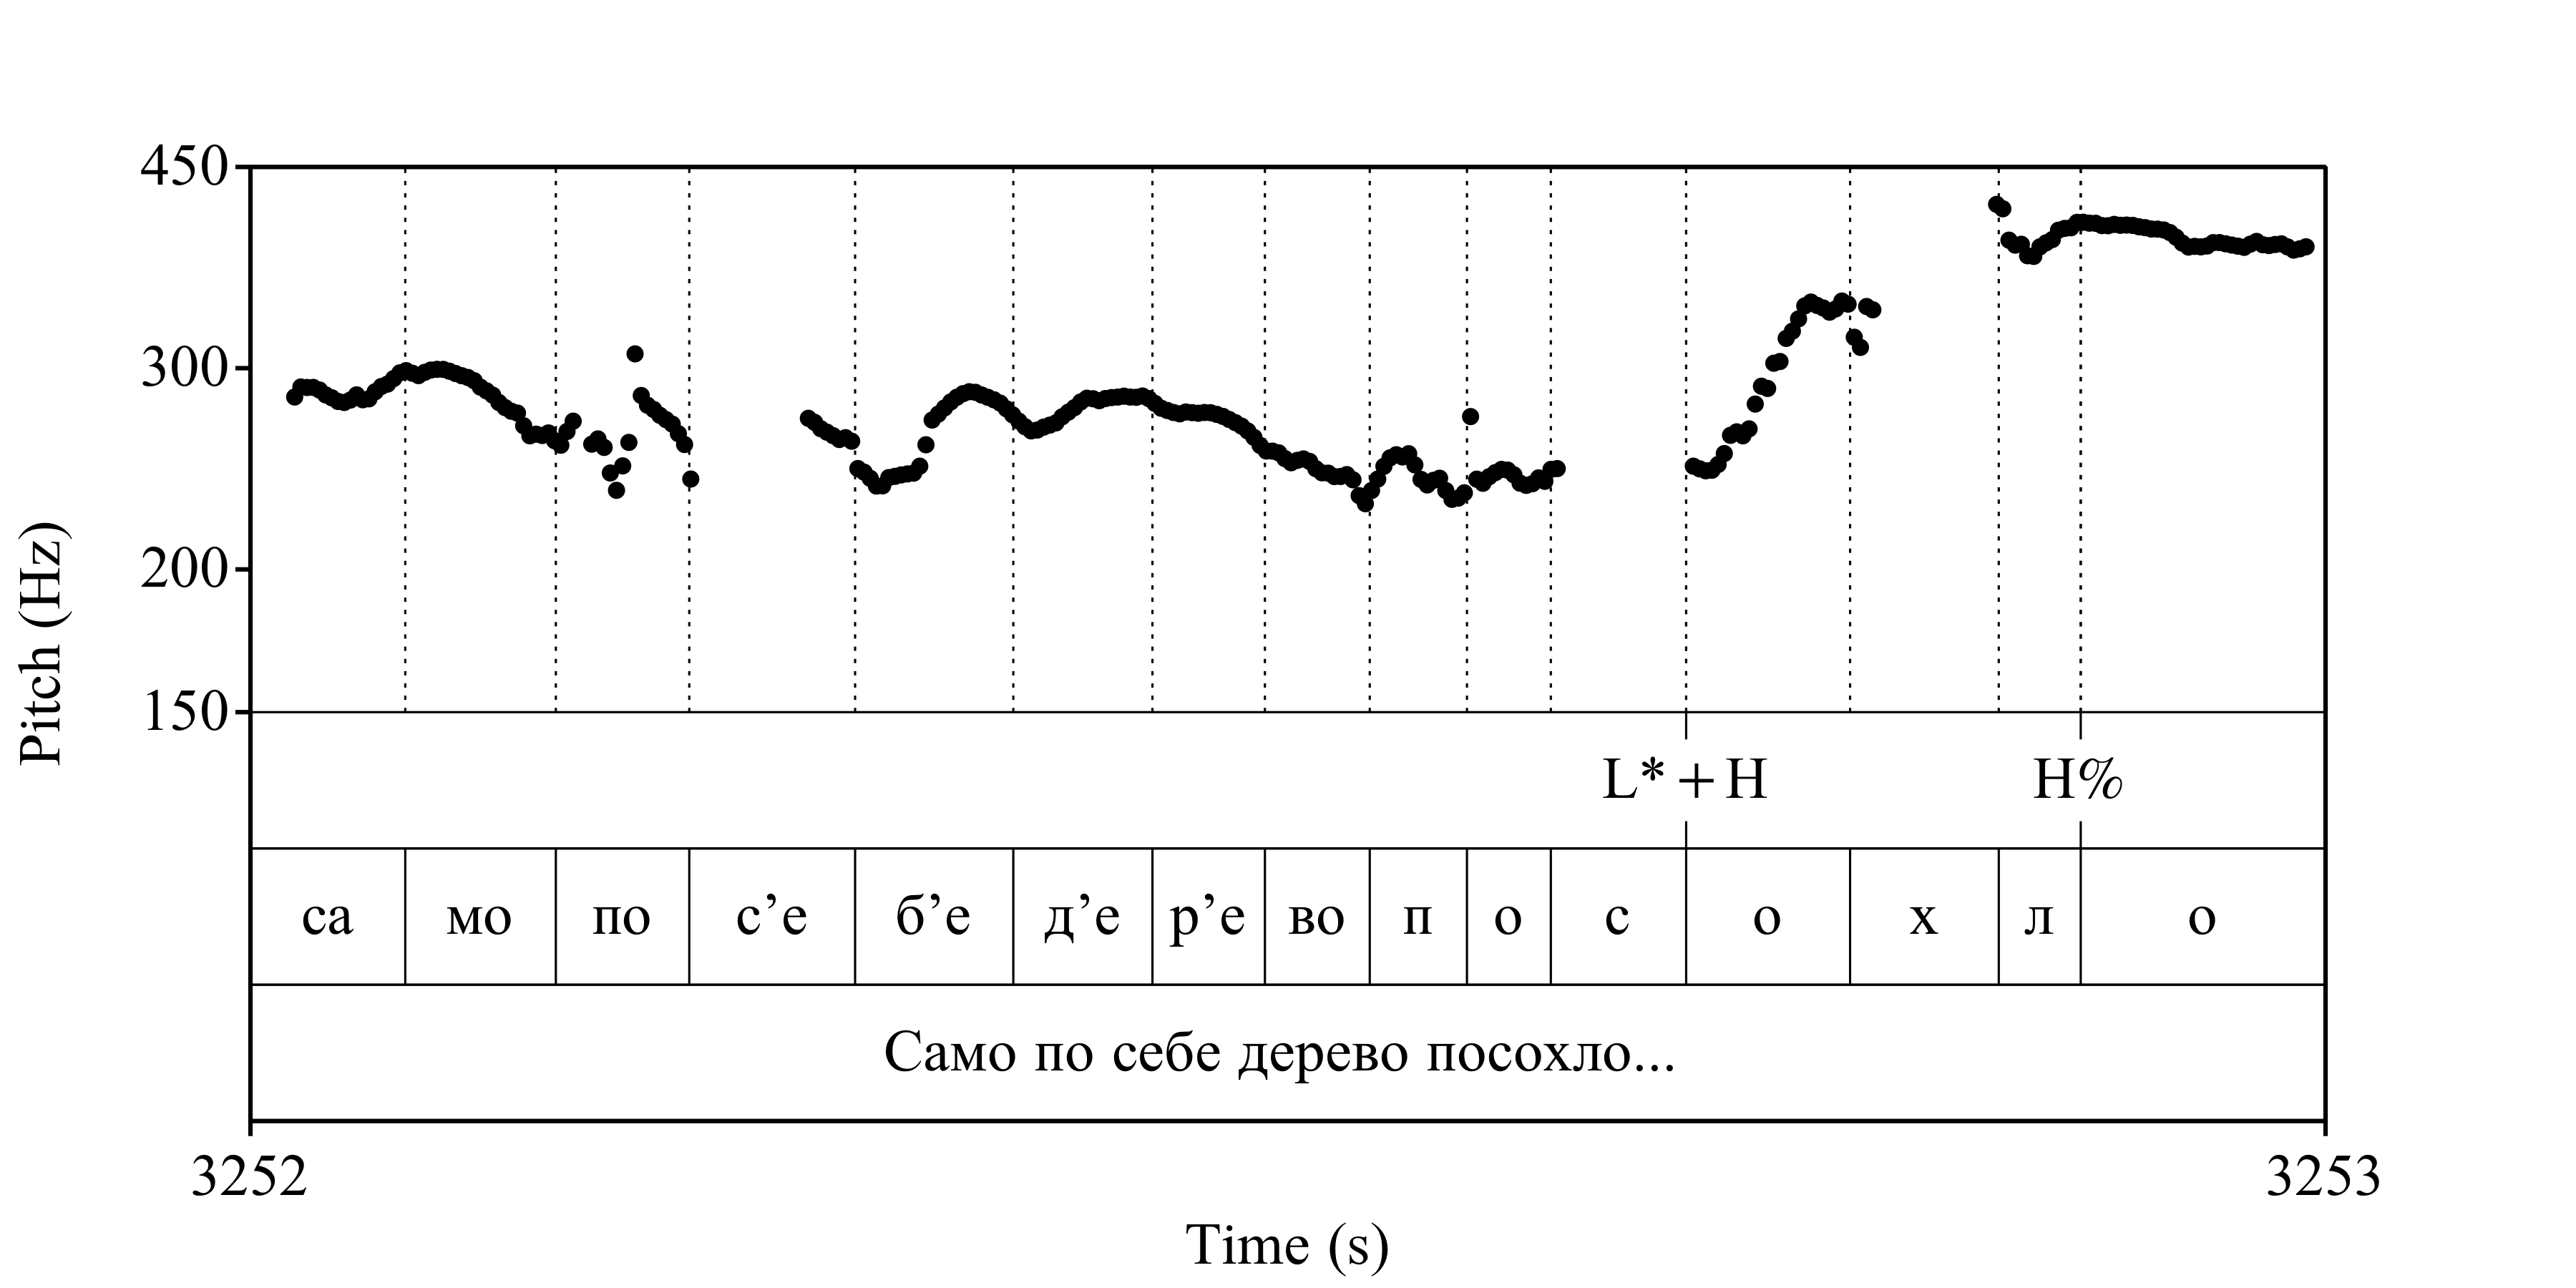 450
300
200
150
Pitch (Hz)
L* + H H%
са мо по с’е б’е д’е р’е во п о с о х л о
Само по себе дерево посохло...
3252 3253
Time (s)